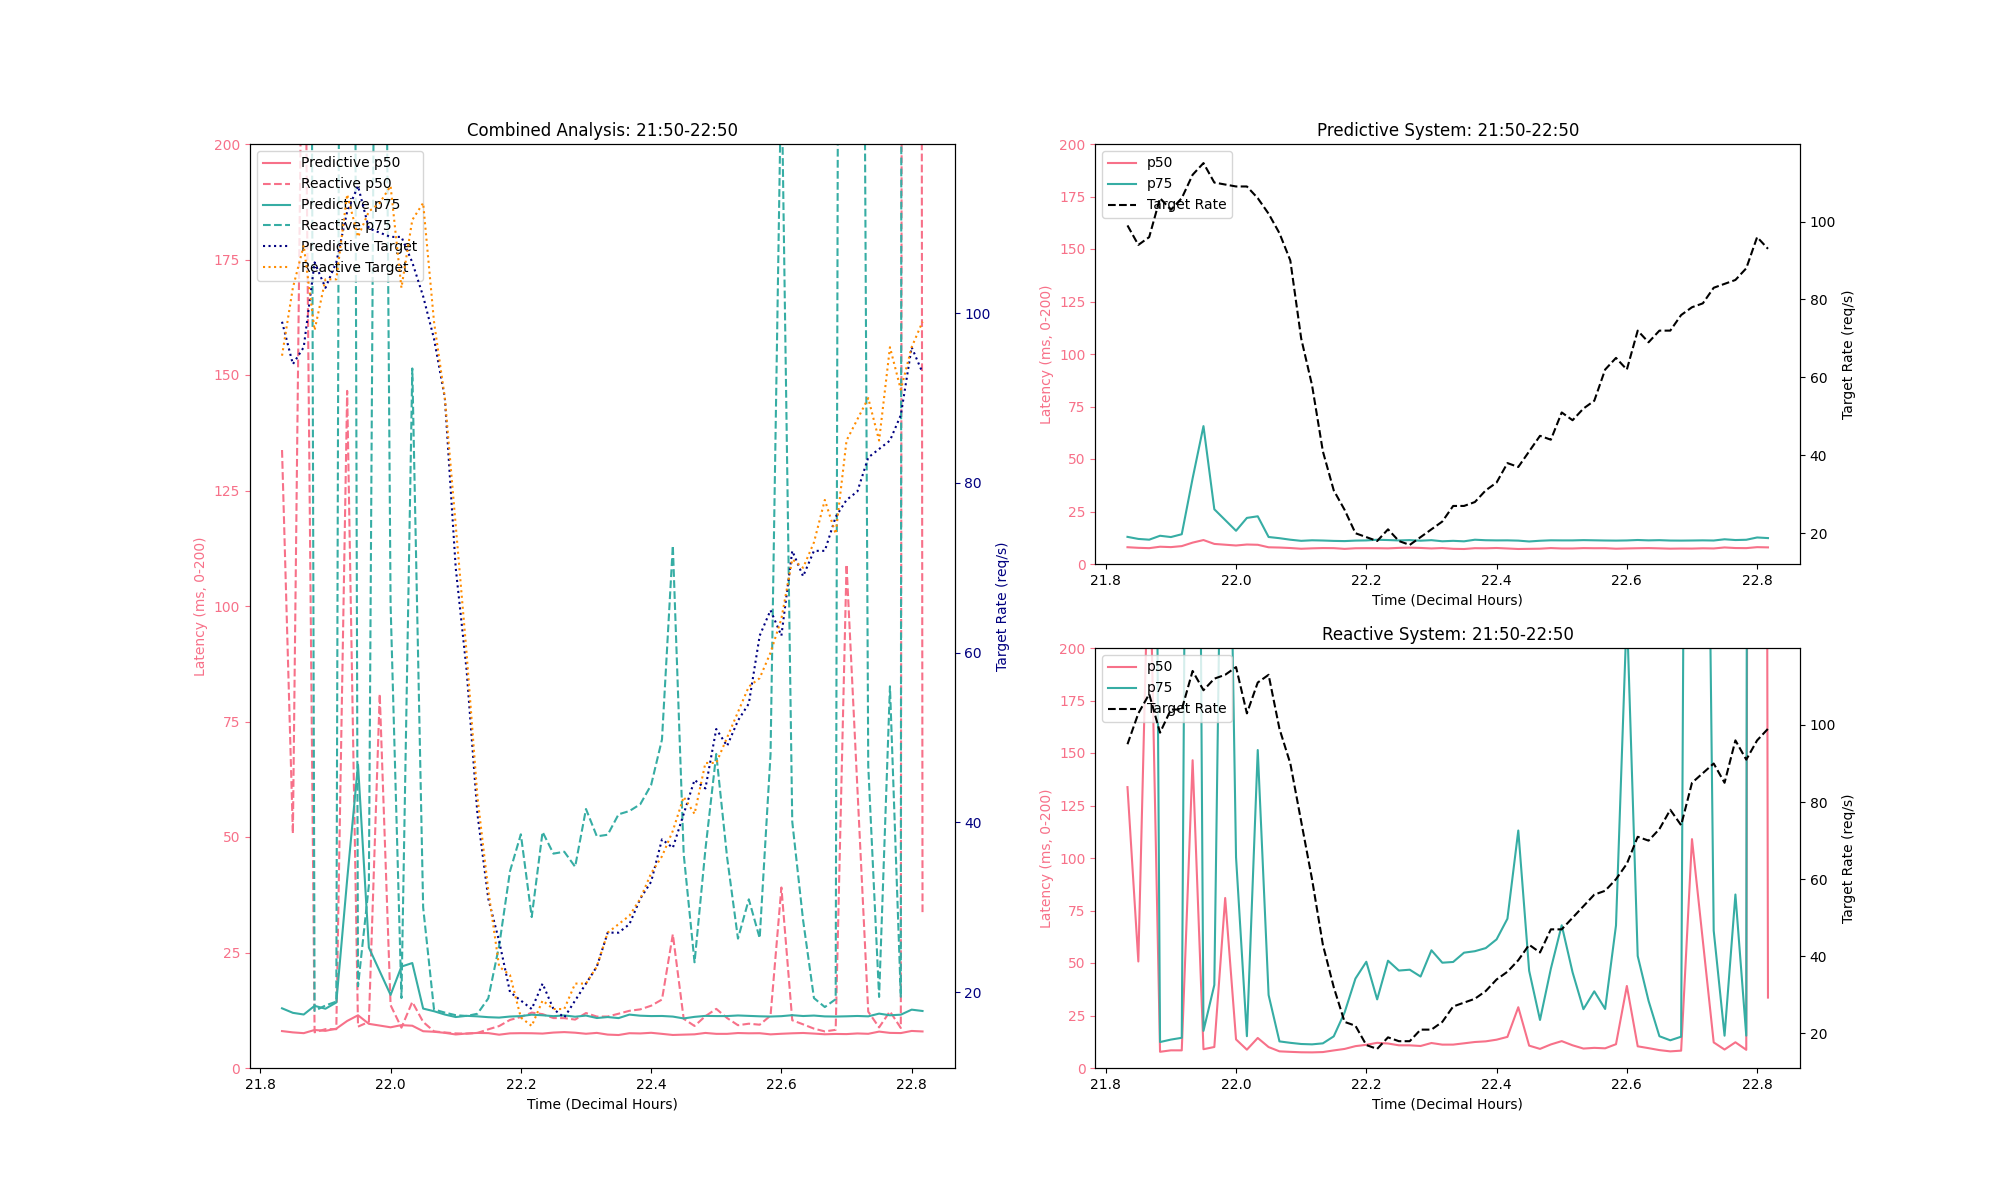 Combined Analysis: 21:50-22:50
Predictive p50
Reactive p50
Predictive p75
Reactive p75
Predictive Target
Reactive Target
200
175
150
125
100
75
50
25
0
Latency (ms, 0-200)
100
80
60
40
20
Target Rate (req/s)
21.8 22.0 22.2 22.4 22.6 22.8
Time (Decimal Hours)
Predictive System: 21:50-22:50
p50
p75
Target Rate
200
175
150
125
100
75
50
25
0
Latency (ms, 0-200)
100
80
60
40
20
Target Rate (req/s)
21.8 22.0 22.2 22.4 22.6 22.8
Time (Decimal Hours)
Reactive System: 21:50-22:50
p50
p75
Target Rate
200
175
150
125
100
75
50
25
0
Latency (ms, 0-200)
100
80
60
40
20
Target Rate (req/s)
21.8 22.0 22.2 22.4 22.6 22.8
Time (Decimal Hours)